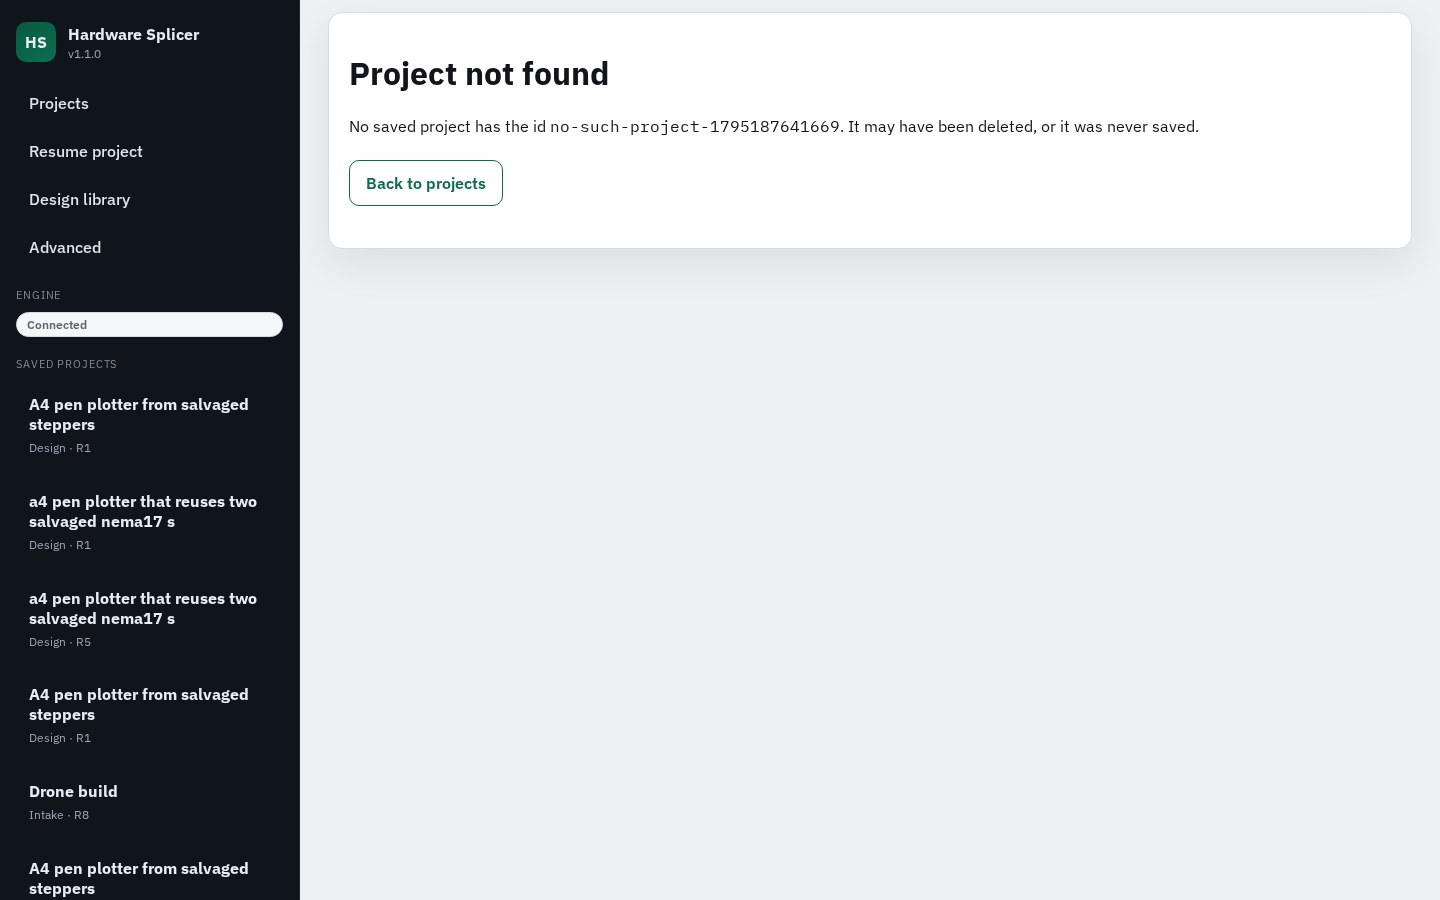 HS
Hardware Splicer
v1.1.0
Projects
Resume project
Design library
Advanced
ENGINE
Connected
SAVED PROJECTS
A4 pen plotter from salvaged
steppers
Design · R1
a4 pen plotter that reuses two
salvaged nema17 s
Design · R1
a4 pen plotter that reuses two
salvaged nema17 s
Design · R5
A4 pen plotter from salvaged
steppers
Design · R1
Drone build
Intake · R8
A4 pen plotter from salvaged
steppers
Project not found
No saved project has the id no-such-project-1795187641669. It may have been deleted, or it was never saved.
Back to projects